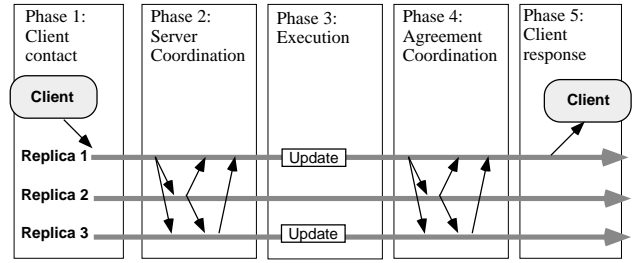 Phase 1:
Client
contact
Phase 2:
Server
Coordination
Phase 3:
Execution
Phase 4:
Agreement
Coordination
Phase 5:
Client
response
Client
Client
Replica 1
Update
Replica 2
Replica 3
Update